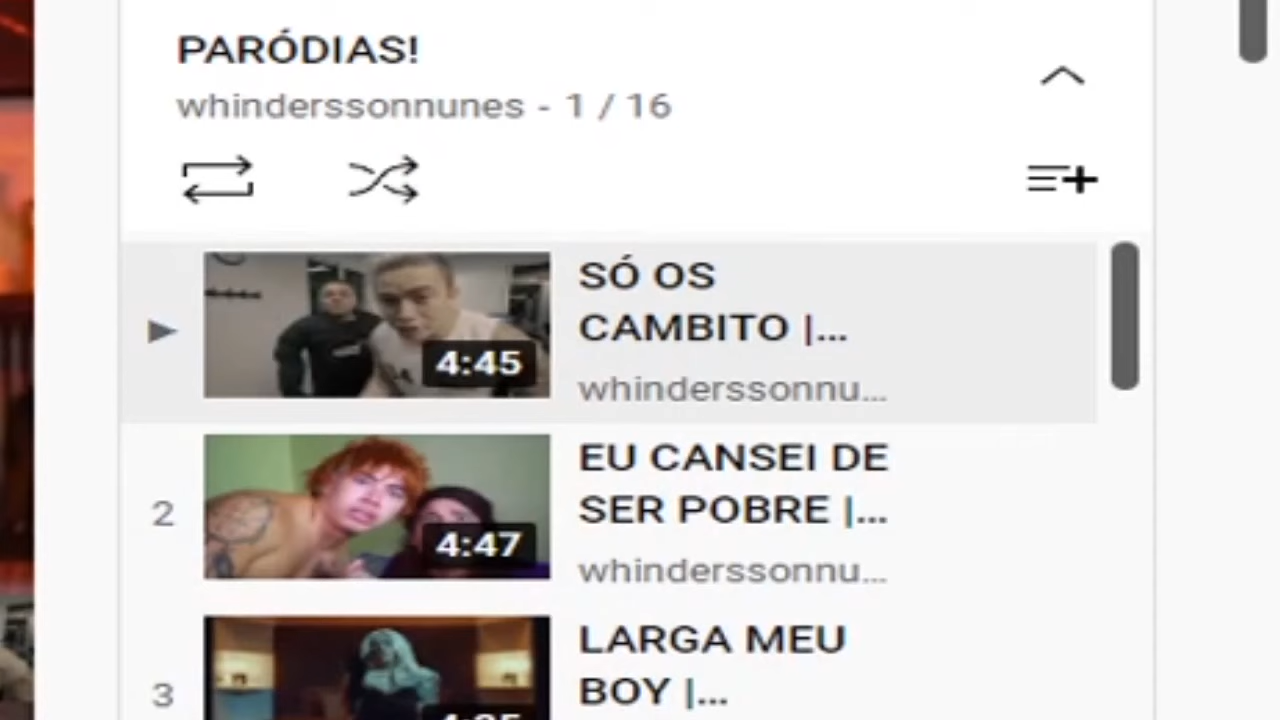 PARÓDIAS!
whinderssonnunes - 1 / 16
SÓ OS
CAMBITO |...
whinderssonnu...
4:45
2
EU CANSEI DE
SER POBRE |...
whinderssonnu...
4:47
3
LARGA MEU
BOY |...